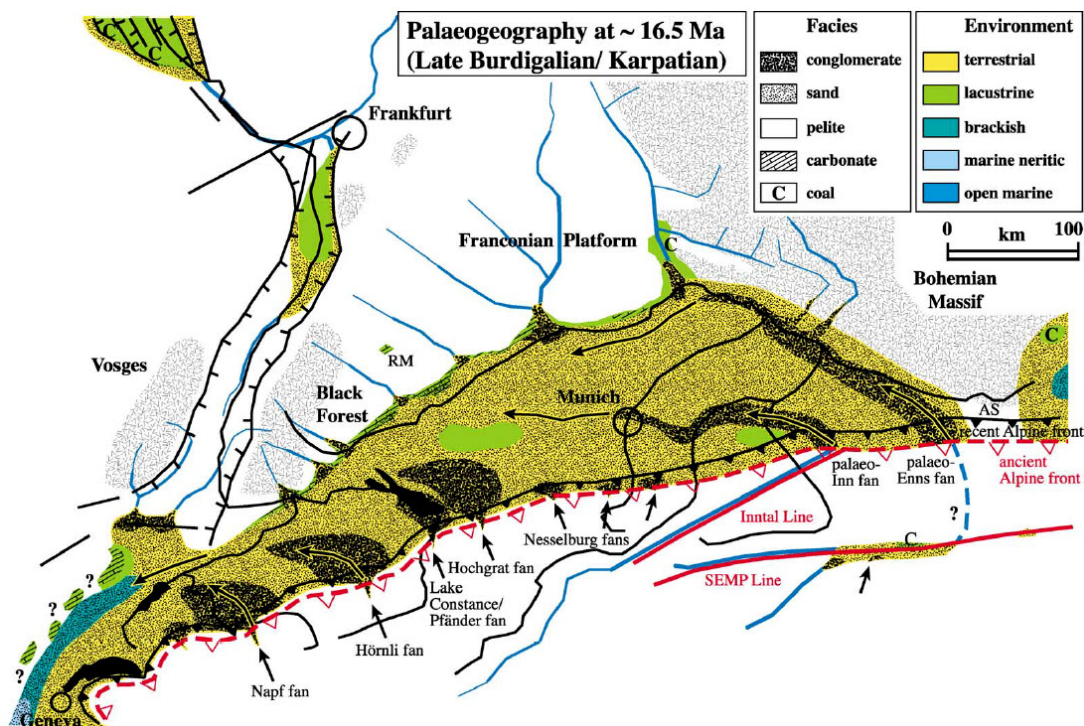 Palaeogeography at ~ 16.5 Ma
(Late Burdigalian/ Karpatian)
Facies
conglomerate
sand
pelite
carbonate
C coal
Environment
terrestrial
lacustrine
brackish
marine neritic
open marine
0 100
km
C
C
Frankfurt
Franconian Platform
C
Bohemian
Massif
Vosges
RM
Black
Forest
Munich
C
AS
recent Alpine front
palaeo-
Inn fan
palaeo-
Enns fan
ancient
Alpine front
?
Inntal Line
Nesselburg fans
C
SEMP Line
Hochgrat fan
Lake
Constance/
Pfänder fan
Hörnli fan
Napf fan
?
?
?
?
Geneva